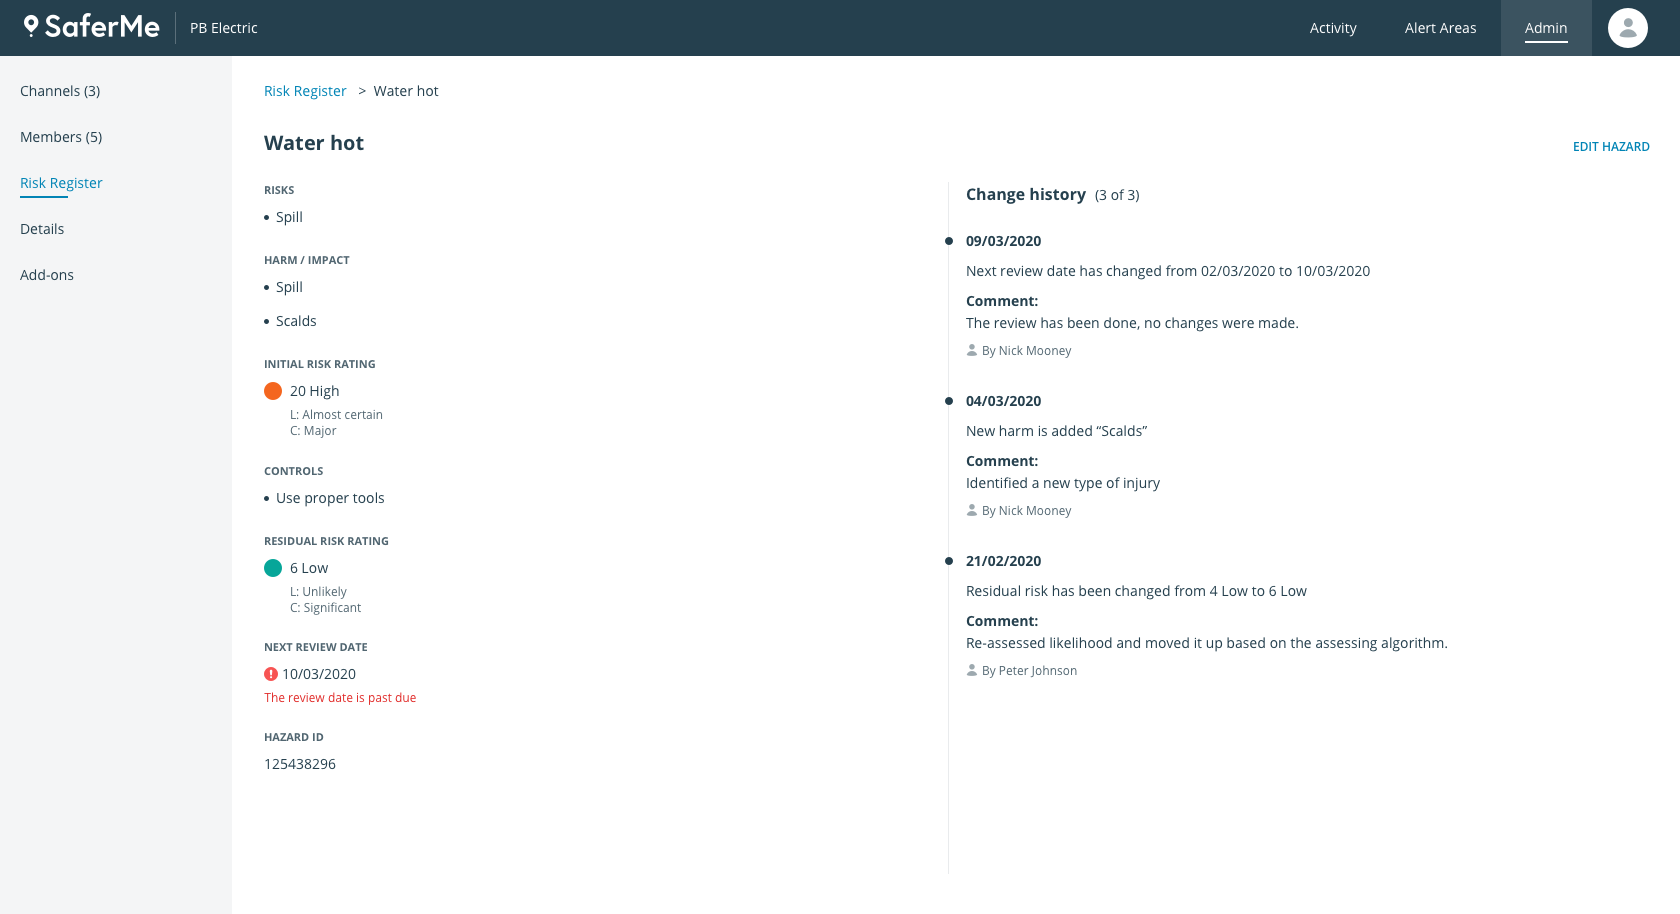 SaferMe
PB Electric
Activity
Alert Areas
Admin
Channels (3)
Members (5)
Risk Register
Details
Add-ons
Risk Register > Water hot
Water hot
EDIT HAZARD
RISKS
• Spill
HARM / IMPACT
• Spill
• Scalds
INITIAL RISK RATING
20 High
L: Almost certain
C: Major
CONTROLS
• Use proper tools
RESIDUAL RISK RATING
6 Low
L: Unlikely
C: Significant
NEXT REVIEW DATE
10/03/2020
The review date is past due
HAZARD ID
125438296
Change history (3 of 3)
09/03/2020
Next review date has changed from 02/03/2020 to 10/03/2020
Comment:
The review has been done, no changes were made.
By Nick Mooney
04/03/2020
New harm is added “Scalds”
Comment:
Identified a new type of injury
By Nick Mooney
21/02/2020
Residual risk has been changed from 4 Low to 6 Low
Comment:
Re-assessed likelihood and moved it up based on the assessing algorithm.
By Peter Johnson